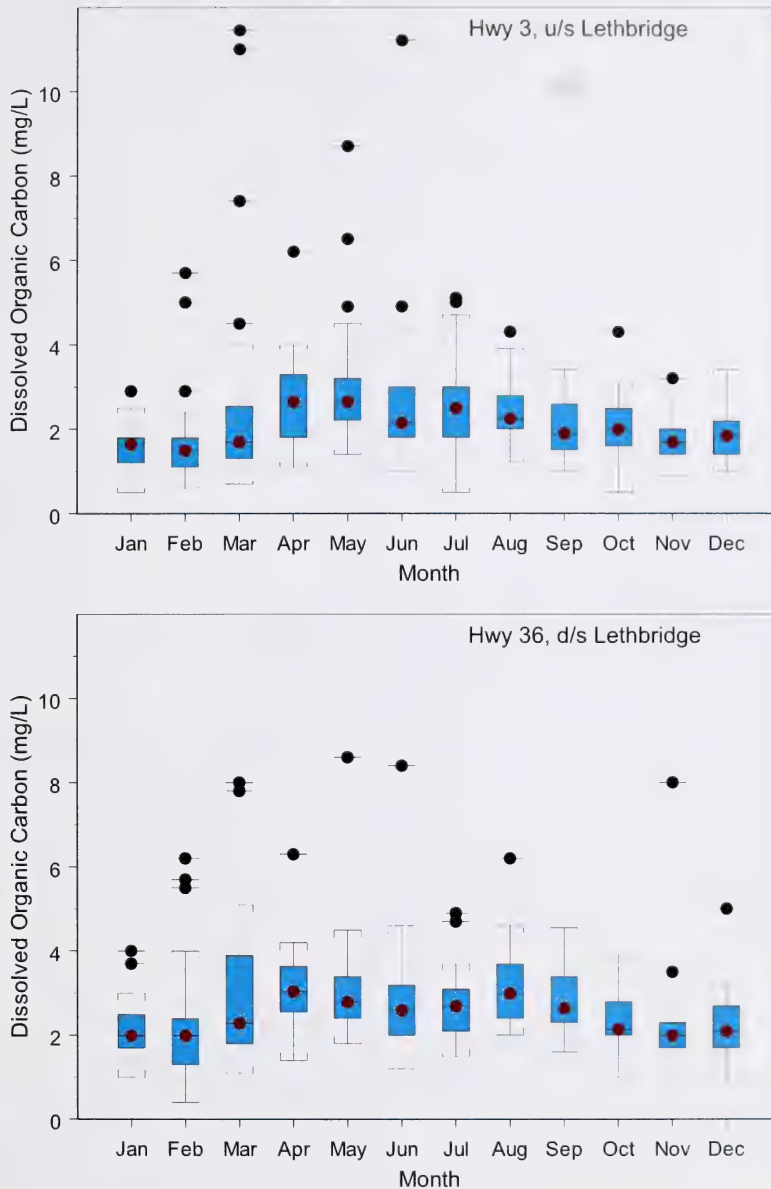 Hwy 3, u/s Lethbridge
Dissolved Organic Carbon (mg/L)
10
8
6
4
2
0
Jan Feb Mar Apr May Jun Jul Aug Sep Oct Nov Dec
Month
Hwy 36, d/s Lethbridge
Dissolved Organic Carbon (mg/L)
10
8
6
4
2
0
Jan Feb Mar Apr May Jun Jul Aug Sep Oct Nov Dec
Month